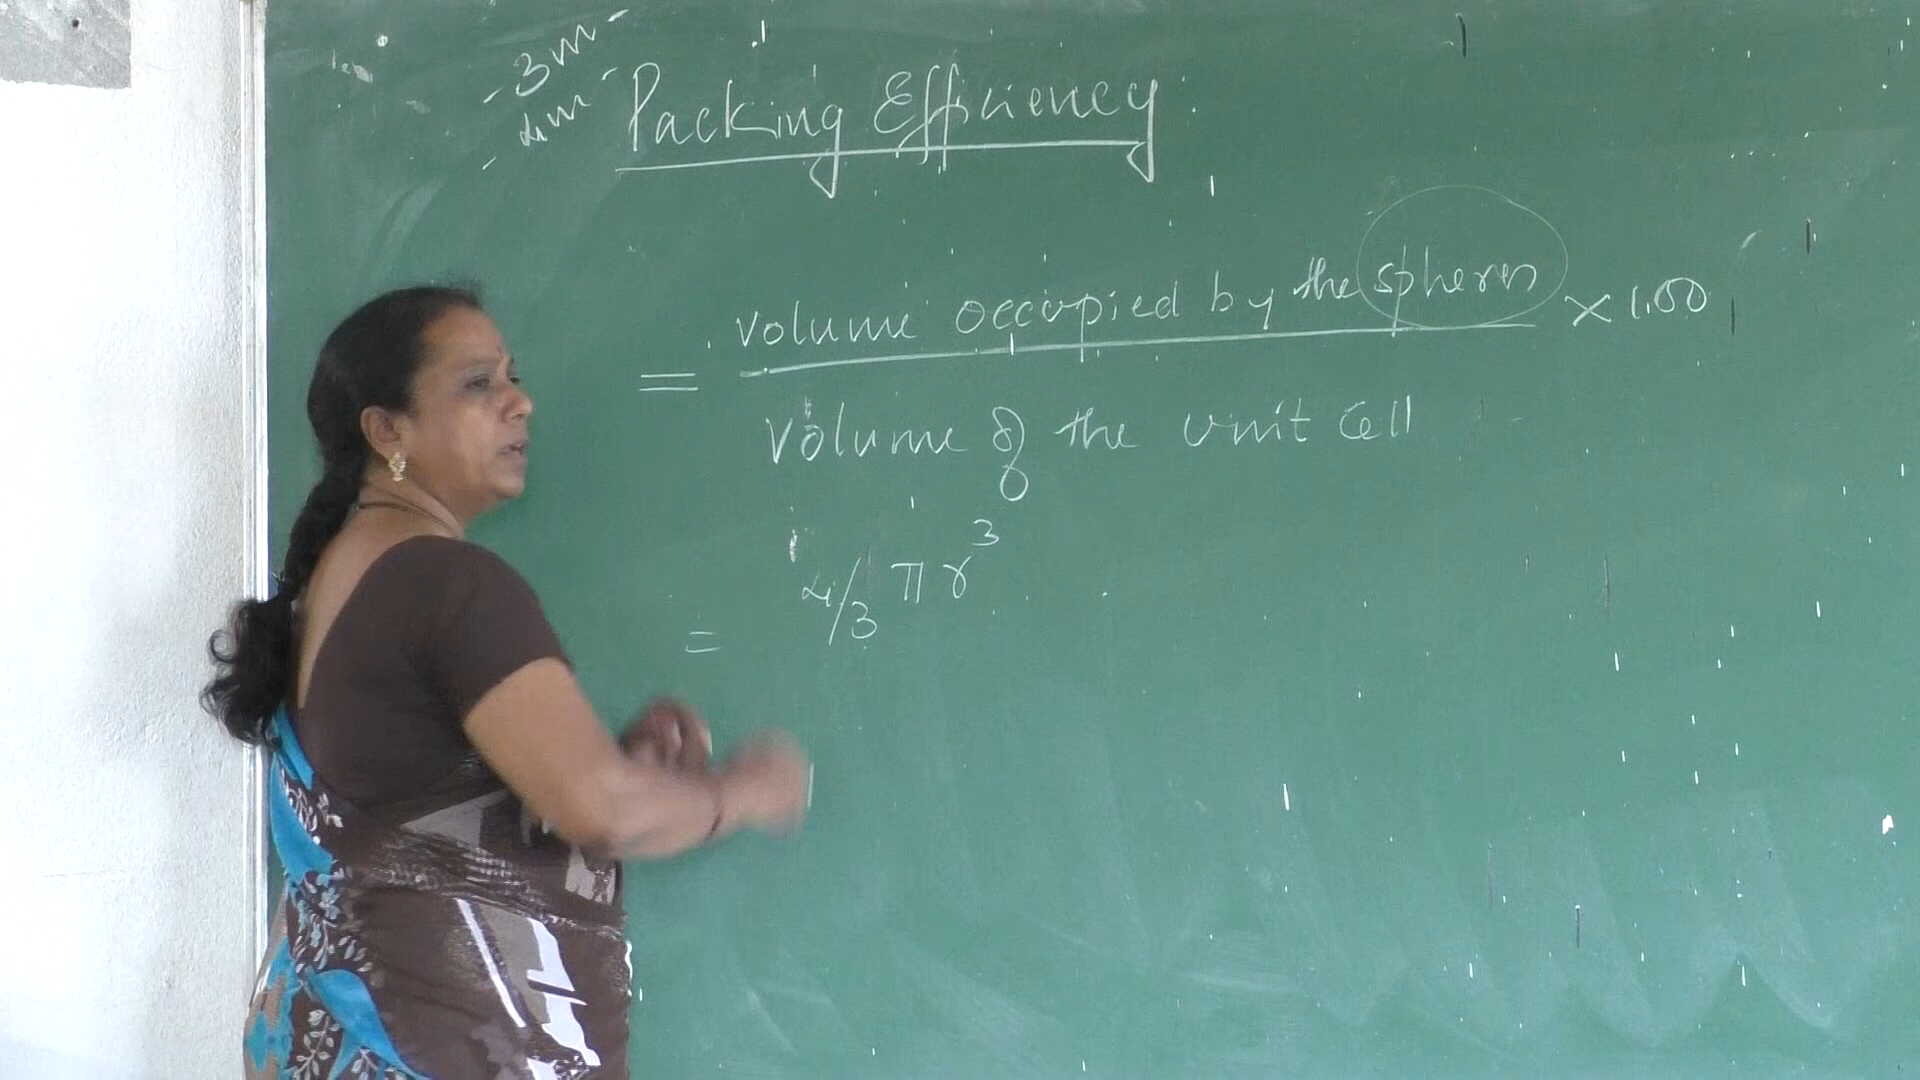 - 3m -
- 4m -
Packing Efficiency :
= Volume occupied by the spheres × 100
Volume of the unit cell
= 4/3 π r³